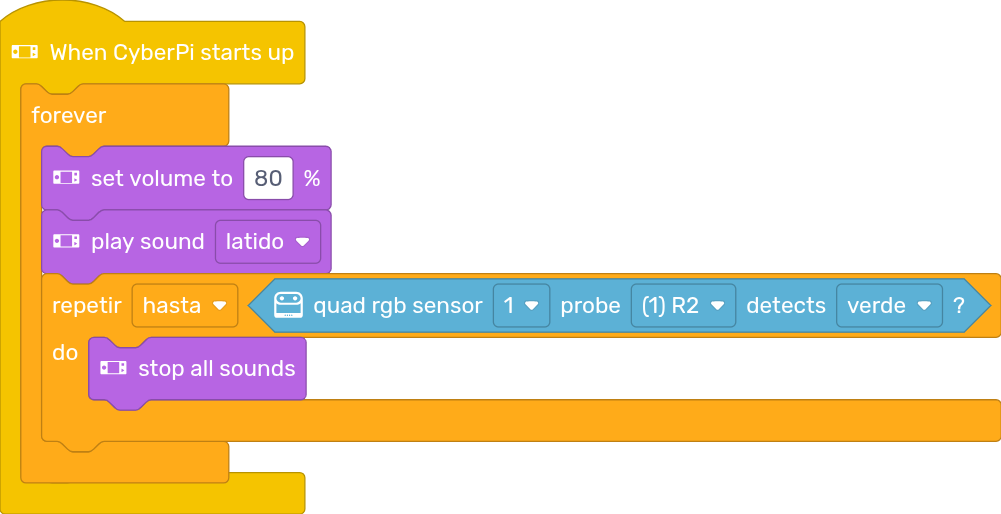 When CyberPi starts up
forever
set volume to 80 %
play sound latido
repetir hasta quad rgb sensor 1 probe (1) R2 detects verde ?
do
stop all sounds